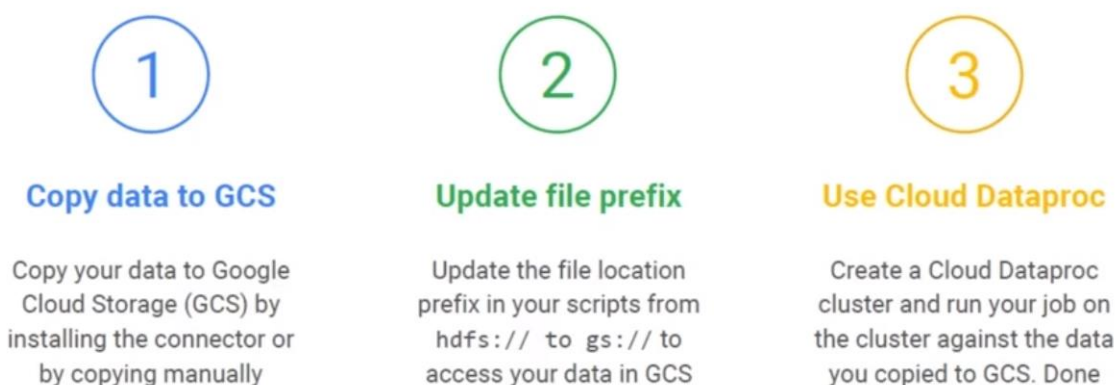 1
Copy data to GCS
Copy your data to Google
Cloud Storage (GCS) by
installing the connector or
by copying manually
2
Update file prefix
Update the file location
prefix in your scripts from
hdfs:// to gs:// to
access your data in GCS
3
Use Cloud Dataproc
Create a Cloud Dataproc
cluster and run your job on
the cluster against the data
you copied to GCS. Done